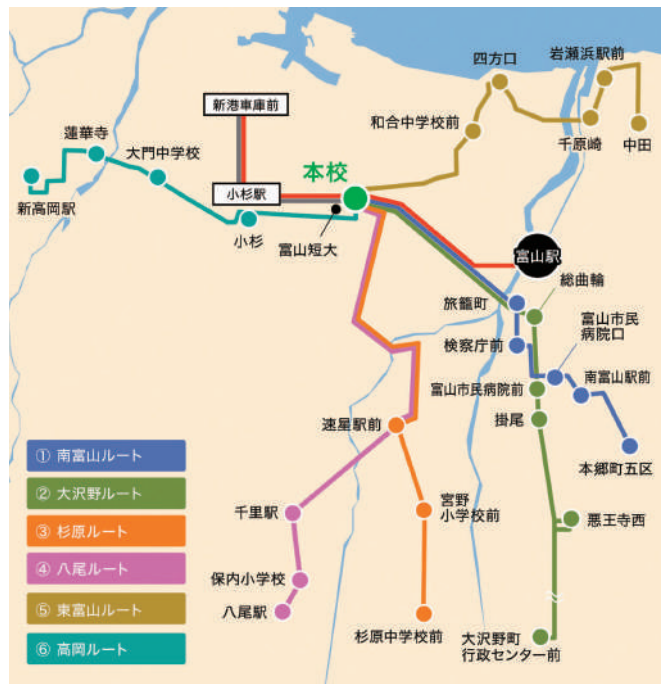 四方口
岩瀬浜駅前
新港車庫前
和合中学校前
蓮華寺
千原崎
中田
大門中学校
本校
小杉駅
新高岡駅
小杉
富山短大
富山駅
総曲輪
旅籠町
富山市民
病院口
検察庁前
南富山駅前
富山市民病院前
掛尾
速星駅前
本郷町五区
① 南富山ルート
② 大沢野ルート
③ 杉原ルート
④ 八尾ルート
⑤ 東富山ルート
⑥ 高岡ルート
千里駅
宮野
小学校前
悪王寺西
保内小学校
八尾駅
杉原中学校前
大沢野町
行政センター前